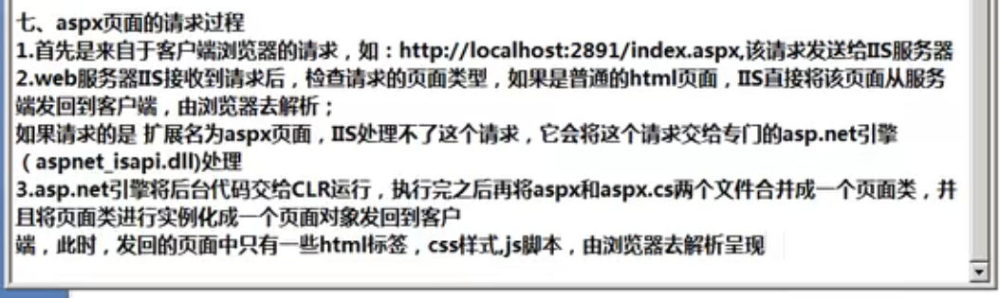 七、aspx页面的请求过程
1.首先是来自于客户端浏览器的请求，如：http://localhost:2891/index.aspx,该请求发送给IIS服务器
2.web服务器IIS接收到请求后，检查请求的页面类型，如果是普通的html页面，IIS直接将该页面从服务
端发回到客户端，由浏览器去解析；
如果请求的是 扩展名为aspx页面，IIS处理不了这个请求，它会将这个请求交给专门的asp.net引擎
（aspnet_isapi.dll)处理
3.asp.net引擎将后台代码交给CLR运行，执行完之后再将aspx和aspx.cs两个文件合并成一个页面类，并
且将页面类进行实例化成一个页面对象发回到客户
端，此时，发回的页面中只有一些html标签，css样式,js脚本，由浏览器去解析呈现